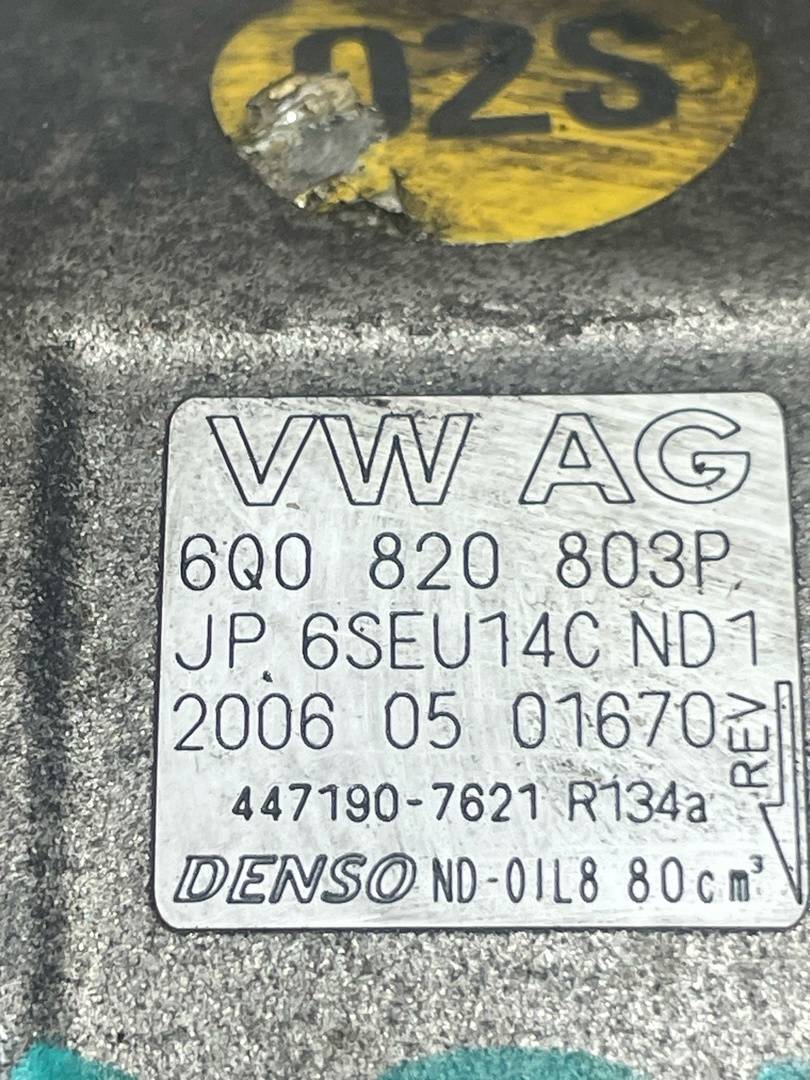 02S
VW AG
6Q0 820 803P
JP 6SEU14C ND1
2006 05 01670
REV
447190-7621 R134a
DENSO ND-OIL8 80cm³